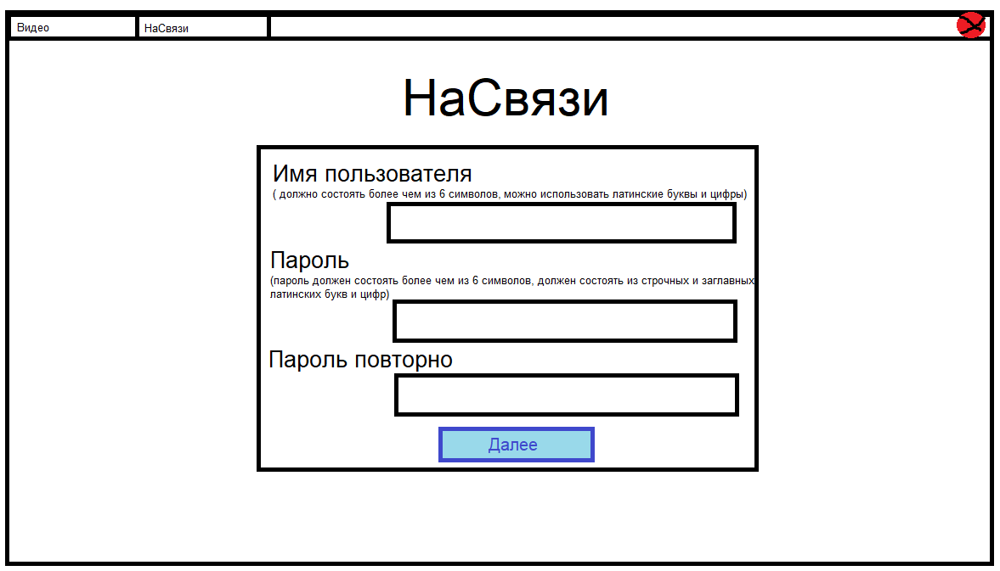 Видео
НаСвязи
НаСвязи
Имя пользователя
( должно состоять более чем из 6 символов, можно использовать латинские буквы и цифры)
Пароль
(пароль должен состоять более чем из 6 символов, должен состоять из строчных и заглавных
латинских букв и цифр)
Пароль повторно
Далее